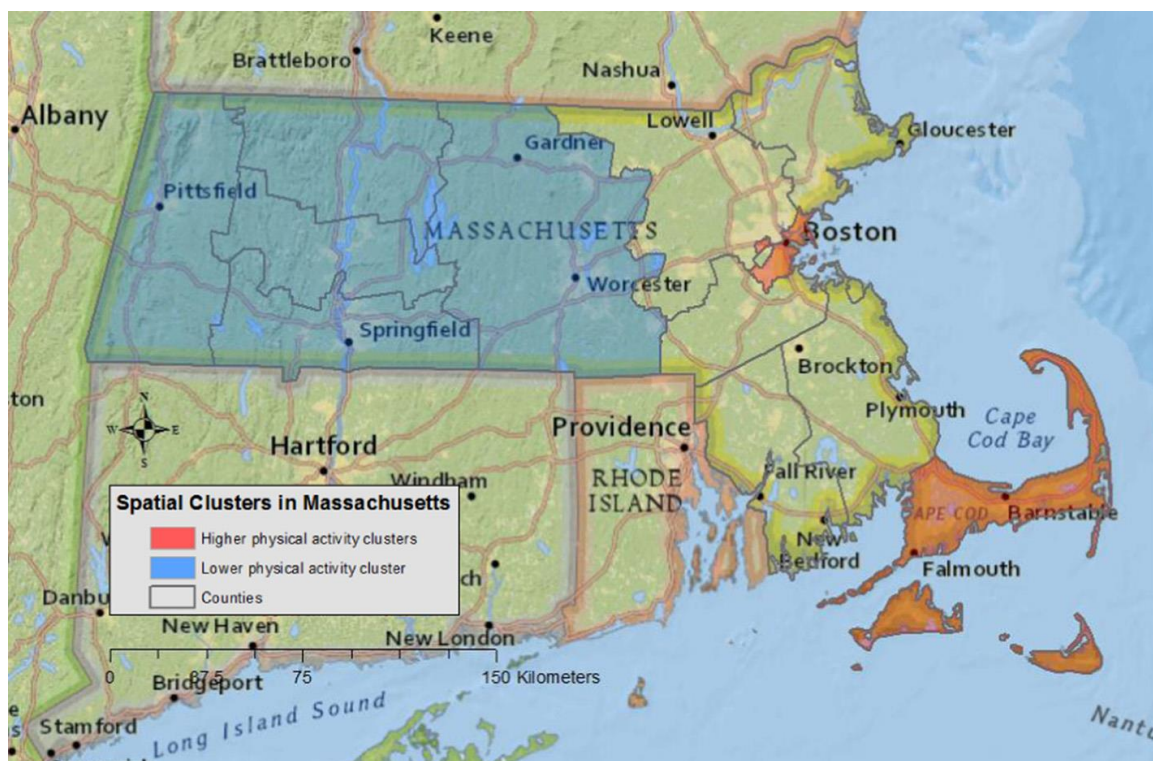 Keene
Brattleboro
Nashua
Albany
Lowell
Gloucester
Gardner
Pittsfield
MASSACHUSETTS
Boston
Worcester
Springfield
Brockton
ton
N
W E
S
Plymouth
Cape
Cod Bay
Providence
Hartford
RHODE
ISLAND
Fall River
Windham
Barnstable
APE COD
New
Bedford
Falmouth
Spatial Clusters in Massachusetts
Higher physical activity clusters
Lower physical activity cluster
Counties
ch
Danbu
New Haven
New London
0 37.5 75 150 Kilometers
Bridgeport
Long Island Sound
Stamford
Nantu